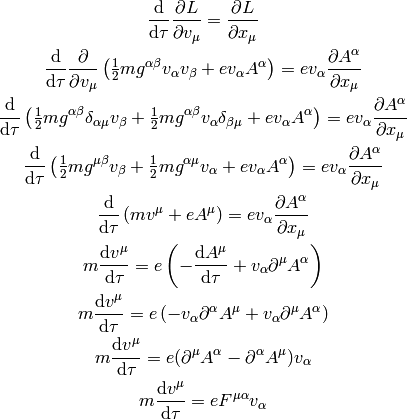 \frac{\mathrm{d}}{\mathrm{d}\tau}\frac{\partial L}{\partial v_\mu} = \frac{\partial L}{\partial x_\mu}
\frac{\mathrm{d}}{\mathrm{d}\tau}\frac{\partial}{\partial v_\mu}\left(\frac{1}{2}mg^{\alpha\beta}v_\alpha v_\beta + ev_\alpha A^\alpha\right) = ev_\alpha\frac{\partial A^\alpha}{\partial x_\mu}
\frac{\mathrm{d}}{\mathrm{d}\tau}\left(\frac{1}{2}mg^{\alpha\beta}\delta_{\alpha\mu}v_\beta + \frac{1}{2}mg^{\alpha\beta}v_\alpha\delta_{\beta\mu} + ev_\alpha A^\alpha\right) = ev_\alpha\frac{\partial A^\alpha}{\partial x_\mu}
\frac{\mathrm{d}}{\mathrm{d}\tau}\left(\frac{1}{2}mg^{\mu\beta}v_\beta + \frac{1}{2}mg^{\alpha\mu}v_\alpha + ev_\alpha A^\alpha\right) = ev_\alpha\frac{\partial A^\alpha}{\partial x_\mu}
\frac{\mathrm{d}}{\mathrm{d}\tau}\left(mv^\mu + eA^\mu\right) = ev_\alpha\frac{\partial A^\alpha}{\partial x_\mu}
m\frac{\mathrm{d}v^\mu}{\mathrm{d}\tau} = e\left(-\frac{\mathrm{d}A^\mu}{\mathrm{d}\tau} + v_\alpha\partial^\mu A^\alpha\right)
m\frac{\mathrm{d}v^\mu}{\mathrm{d}\tau} = e\left(-v_\alpha\partial^\alpha A^\mu + v_\alpha\partial^\mu A^\alpha\right)
m\frac{\mathrm{d}v^\mu}{\mathrm{d}\tau} = e(\partial^\mu A^\alpha - \partial^\alpha A^\mu)v_\alpha
m\frac{\mathrm{d}v^\mu}{\mathrm{d}\tau} = eF^{\mu\alpha}v_\alpha